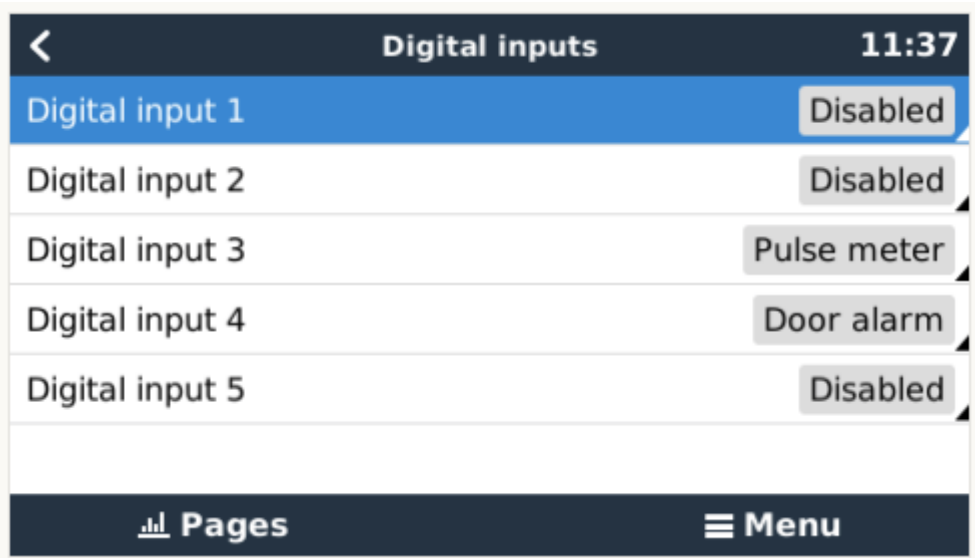 Digital inputs 11:37
Digital input 1 Disabled
Digital input 2 Disabled
Digital input 3 Pulse meter
Digital input 4 Door alarm
Digital input 5 Disabled
Pages Menu